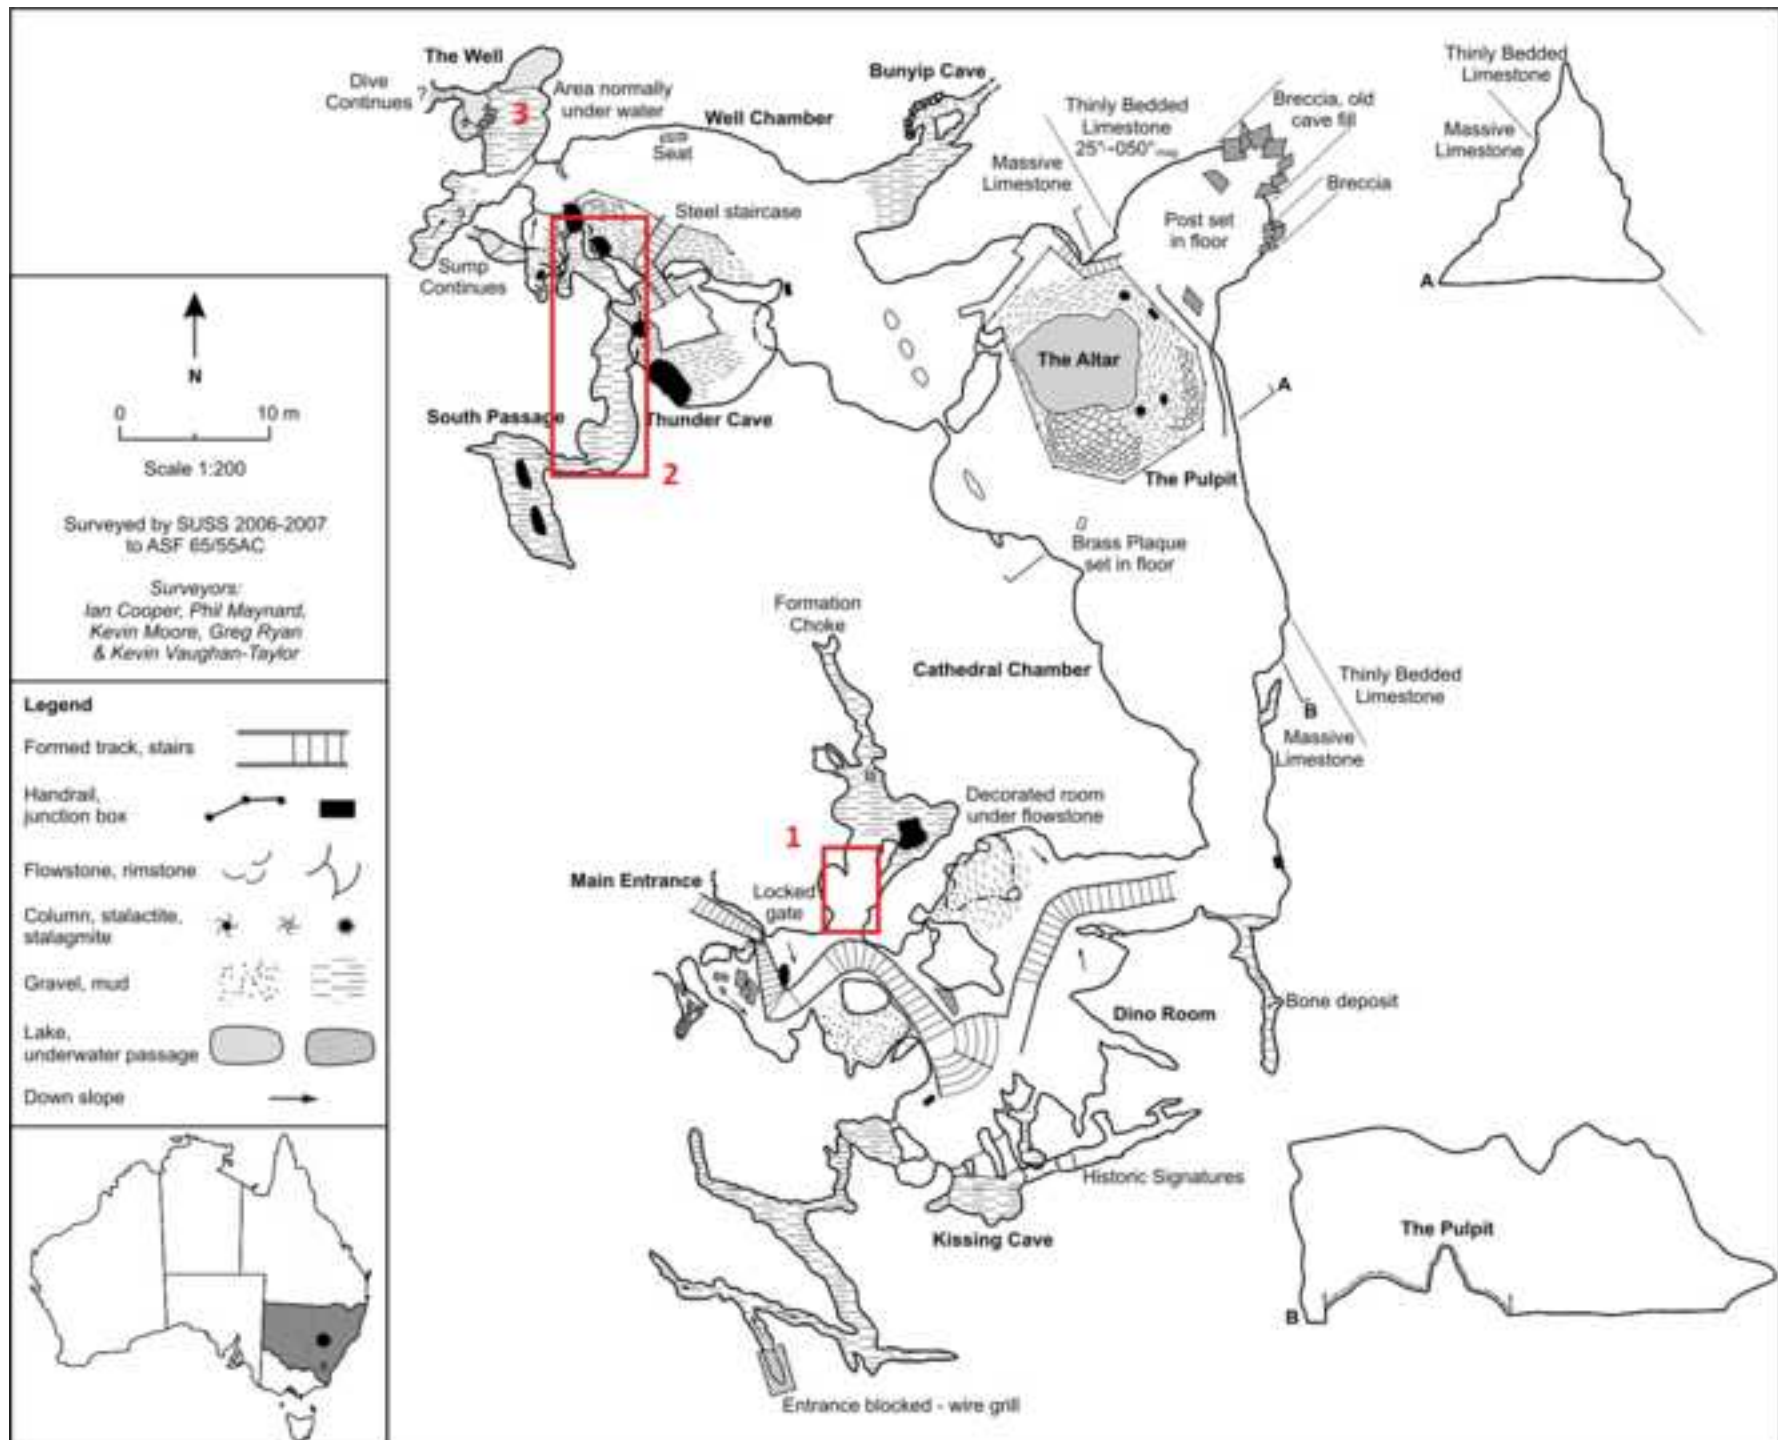 The Well
Dive
Continues ?
3
Area normally
under water
Well Chamber
Seat
Bunyip Cave
Thinly Bedded
Limestone
25°~050°mag
Massive
Limestone
Breccia, old
cave fill
Breccia
Post set
in floor
Thinly Bedded
Limestone
Massive
Limestone
A
Steel staircase
Sump
Continues
The Altar
A
South Passage
Thunder Cave
2
The Pulpit
Brass Plaque
set in floor
N
0 10 m
Scale 1:200
Surveyed by SUSS 2006-2007
to ASF 65/55AC
Surveyors:
Ian Cooper, Phil Maynard,
Kevin Moore, Greg Ryan
& Kevin Vaughan-Taylor
Formation
Choke
Cathedral Chamber
Thinly Bedded
Limestone
B
Massive
Limestone
Decorated room
under flowstone
1
Main Entrance
Locked
gate
Bone deposit
Dino Room
Historic Signatures
Kissing Cave
Entrance blocked - wire grill
The Pulpit
B
Legend
Formed track, stairs
Handrail,
junction box
Flowstone, rimstone
Column, stalactite,
stalagmite
Gravel, mud
Lake,
underwater passage
Down slope